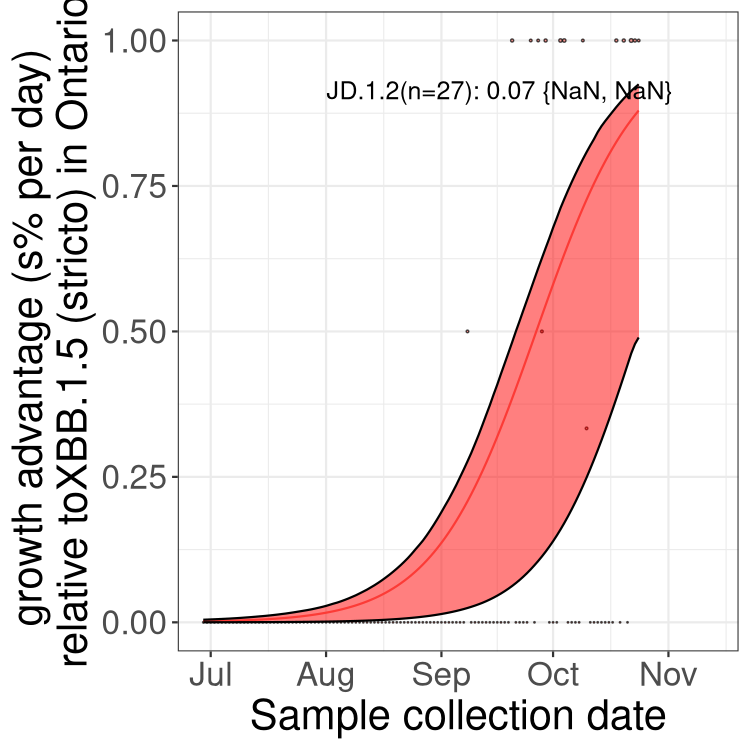 growth advantage (s% per day)
relative toXBB.1.5 (stricto) in Ontario
1.00
0.75
0.50
0.25
0.00
JD.1.2(n=27): 0.07 {NaN, NaN}
Jul Aug Sep Oct Nov
Sample collection date